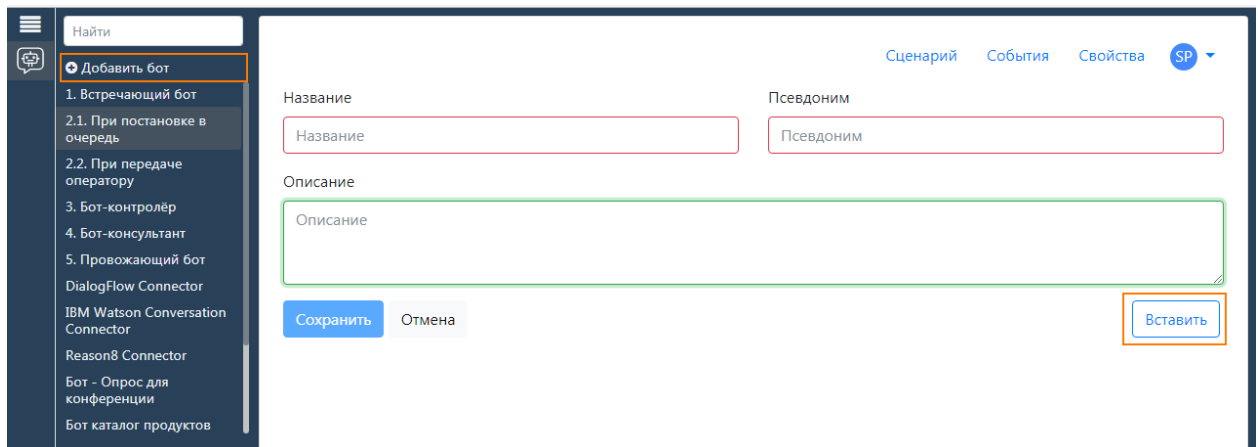 Найти
Добавить бот
1. Встречающий бот
2.1. При постановке в
очередь
2.2. При передаче
оператору
3. Бот-контролёр
4. Бот-консультант
5. Провожающий бот
DialogFlow Connector
IBM Watson Conversation
Connector
Reason8 Connector
Бот - Опрос для
конференции
Бот каталог продуктов
Сценарий События Свойства SP
Название Псевдоним
Название Псевдоним
Описание
Описание
Сохранить Отмена Вставить